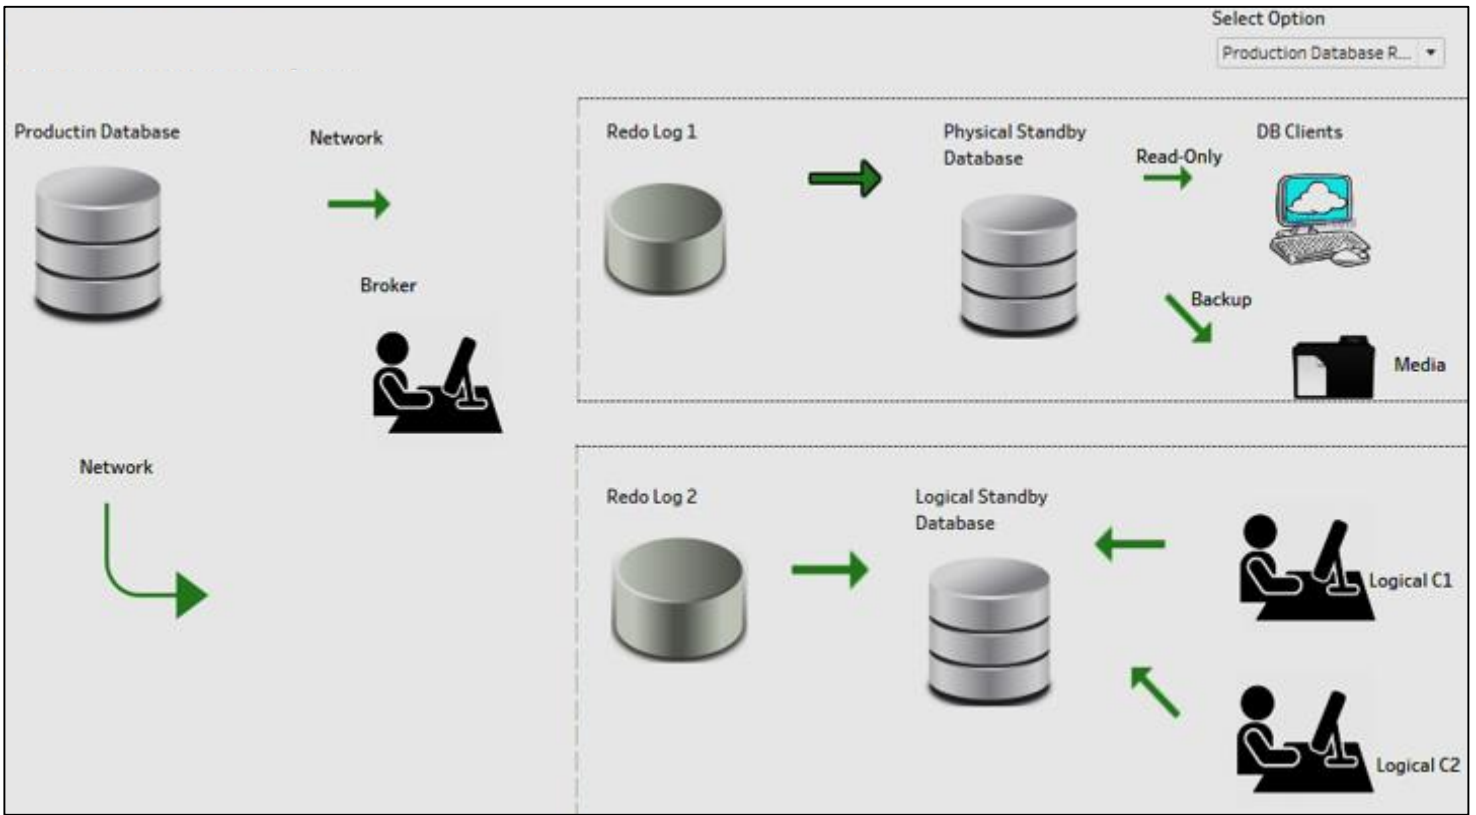 Select Option
Production Database R...
Productin Database
Network
Broker
Network
Redo Log 1
Physical Standby
Database
Read-Only
DB Clients
Backup
Media
Redo Log 2
Logical Standby
Database
Logical C1
Logical C2